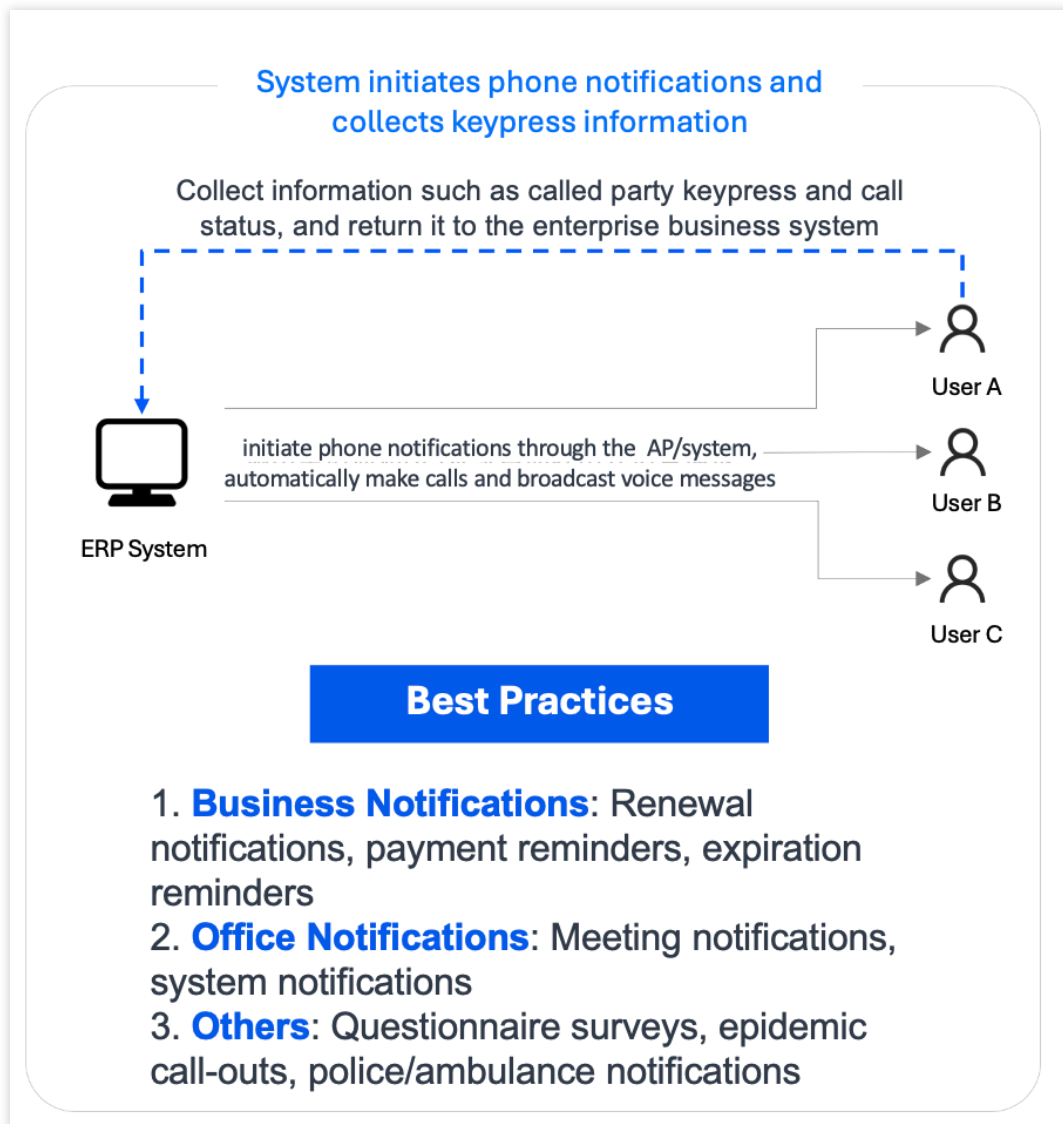 System initiates phone notifications and
collects keypress information
Collect information such as called party keypress and call
status, and return it to the enterprise business system
User A
initiate phone notifications through the AP/system,
automatically make calls and broadcast voice messages
User B
ERP System
User C
Best Practices
1. Business Notifications: Renewal
notifications, payment reminders, expiration
reminders
2. Office Notifications: Meeting notifications,
system notifications
3. Others: Questionnaire surveys, epidemic
call-outs, police/ambulance notifications